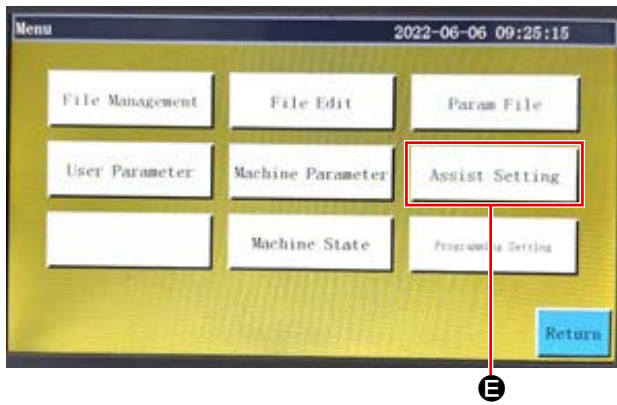 Menu 2022-06-06 09:25:15
File Management File Edit Param File
User Parameter Machine Parameter Assist Setting
Machine State Programming Setting
Return
E